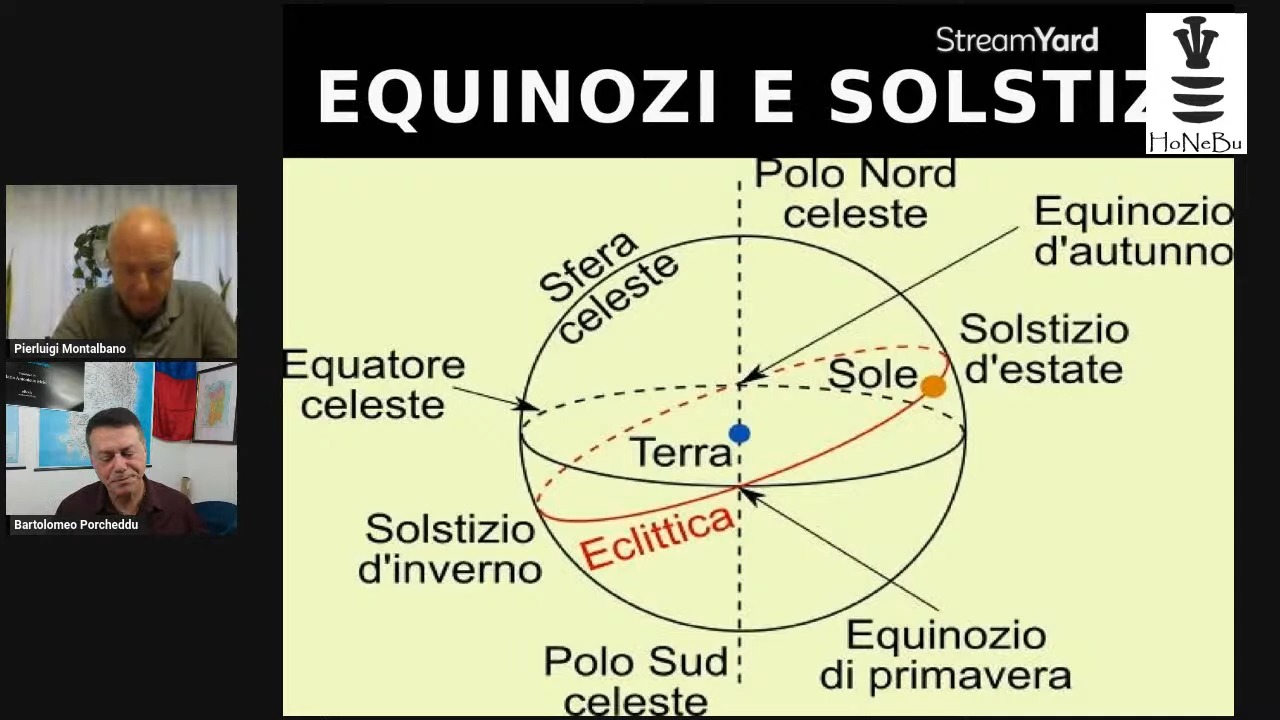 StreamYard
EQUINOZI E SOLSTIZ
HoNeBu
Polo Nord
celeste
Equinozio
d'autunno
Sfera
celeste
Solstizio
d'estate
Equatore
celeste
Sole
Terra
Pierluigi Montalbano
Bartolomeo Porcheddu
Solstizio
d'inverno
Eclittica
Equinozio
di primavera
Polo Sud
celeste